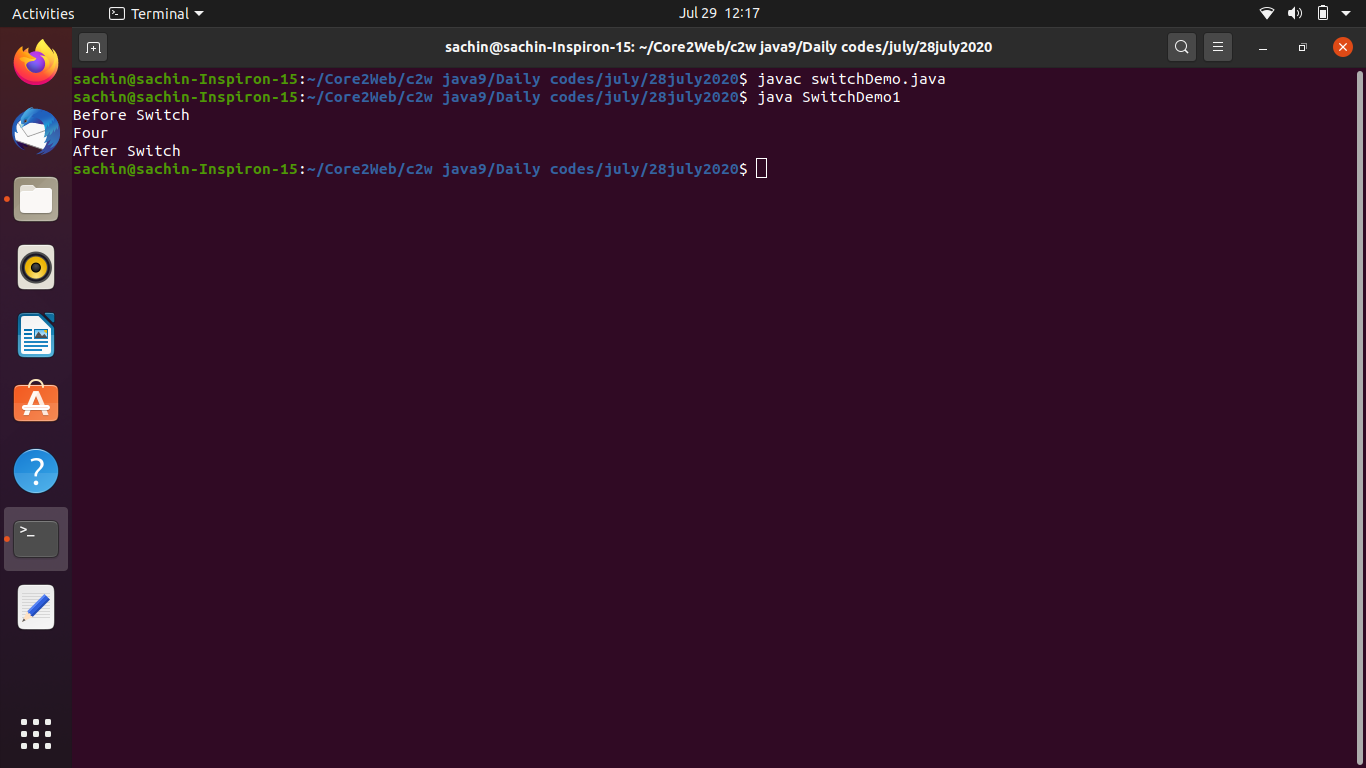 Activities
Terminal
Jul 29 12:17
sachin@sachin-Inspiron-15: ~/Core2Web/c2w java9/Daily codes/july/28july2020
sachin@sachin-Inspiron-15:~/Core2Web/c2w java9/Daily codes/july/28july2020$ javac switchDemo.java
sachin@sachin-Inspiron-15:~/Core2Web/c2w java9/Daily codes/july/28july2020$ java SwitchDemo1
Before Switch
Four
After Switch
sachin@sachin-Inspiron-15:~/Core2Web/c2w java9/Daily codes/july/28july2020$